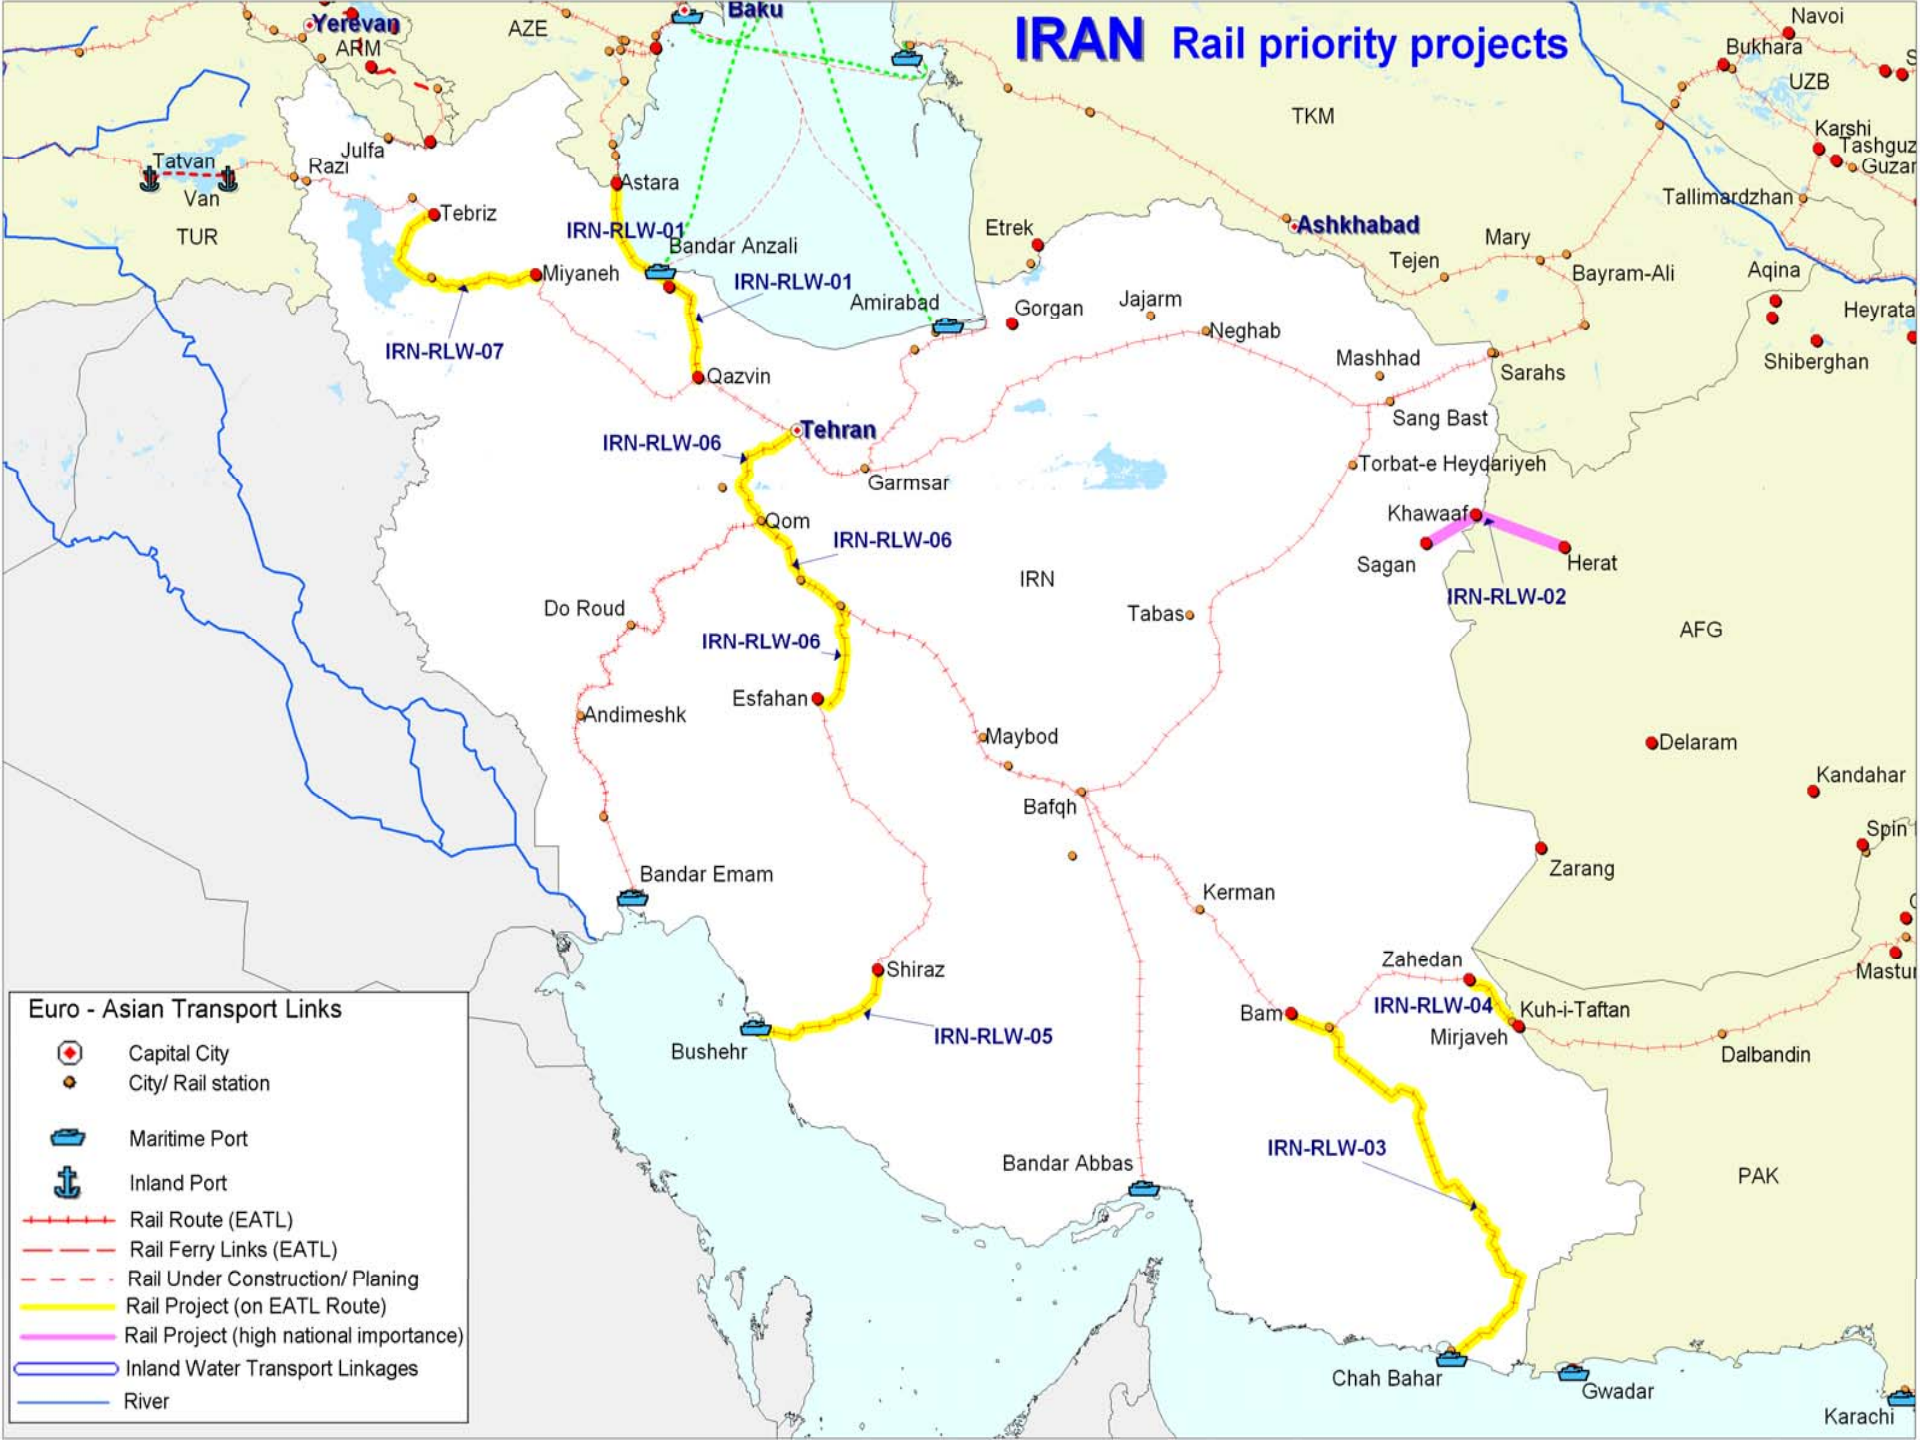 IRAN Rail priority projects
Yerevan
ARM
AZE
Baku
Navoi
Bukhara
UZB
TKM
Karshi
Tashguz
Guzar
Tallimardzhan
Julfa
Razi
Tatvan
Van
TUR
Tebriz
Astara
IRN-RLW-01
Bandar Anzali
IRN-RLW-01
Miyaneh
IRN-RLW-07
Qazvin
Etrek
Ashkhabad
Mary
Tejen
Bayram-Ali
Aqina
Heyrata
Shiberghan
Amirabad
Gorgan
Jajarm
Neghab
Mashhad
Sarahs
Sang Bast
Tehran
IRN-RLW-06
Garmsar
Torbat-e Heydariyeh
Qom
IRN-RLW-06
Khawaaf
Sagan
Herat
IRN-RLW-02
IRN
Do Roud
Tabas
IRN-RLW-06
AFG
Esfahan
Andimeshk
Maybod
Delaram
Kandahar
Bafqh
Spin
Zarang
Bandar Emam
Kerman
Zahedan
Mastur
Shiraz
IRN-RLW-04
Kuh-i-Taftan
Bam
Mirjaveh
Dalbandin
IRN-RLW-05
Bushehr
IRN-RLW-03
Bandar Abbas
PAK
Chah Bahar
Gwadar
Karachi
Euro - Asian Transport Links
Capital City
City/ Rail station
Maritime Port
Inland Port
Rail Route (EATL)
Rail Ferry Links (EATL)
Rail Under Construction/ Planing
Rail Project (on EATL Route)
Rail Project (high national importance)
Inland Water Transport Linkages
River